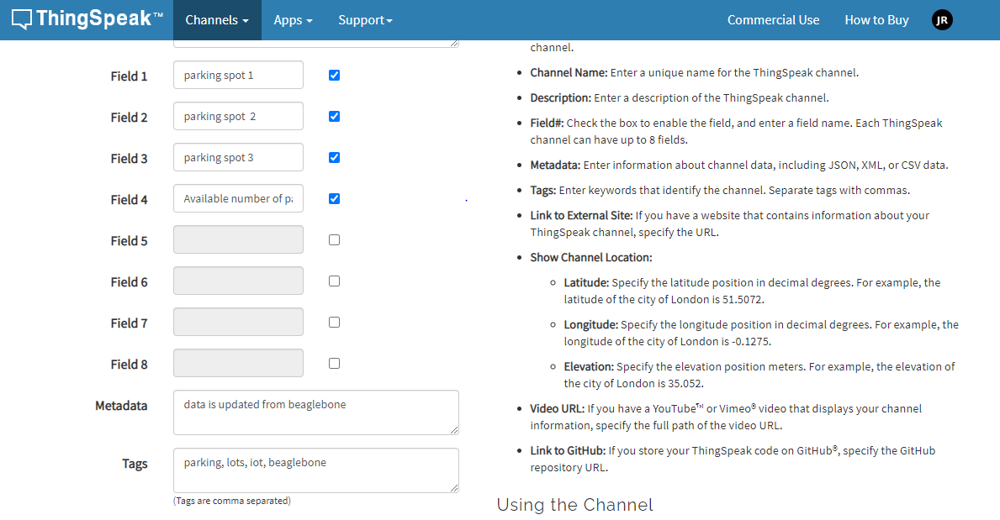 ThingSpeak™ Channels Apps Support Commercial Use How to Buy JR
Field 1 parking spot 1
Field 2 parking spot  2
Field 3 parking spot 3
Field 4 Available number of pa
Field 5
Field 6
Field 7
Field 8
Metadata data is updated from beaglebone
Tags parking, lots, iot, beaglebone
(Tags are comma separated)
channel.
• Channel Name: Enter a unique name for the ThingSpeak channel.
• Description: Enter a description of the ThingSpeak channel.
• Field#: Check the box to enable the field, and enter a field name. Each ThingSpeak
channel can have up to 8 fields.
• Metadata: Enter information about channel data, including JSON, XML, or CSV data.
• Tags: Enter keywords that identify the channel. Separate tags with commas.
• Link to External Site: If you have a website that contains information about your
ThingSpeak channel, specify the URL.
• Show Channel Location:
◦ Latitude: Specify the latitude position in decimal degrees. For example, the
latitude of the city of London is 51.5072.
◦ Longitude: Specify the longitude position in decimal degrees. For example, the
longitude of the city of London is -0.1275.
◦ Elevation: Specify the elevation position meters. For example, the elevation of
the city of London is 35.052.
• Video URL: If you have a YouTube™ or Vimeo® video that displays your channel
information, specify the full path of the video URL.
• Link to GitHub: If you store your ThingSpeak code on GitHub®, specify the GitHub
repository URL.
Using the Channel